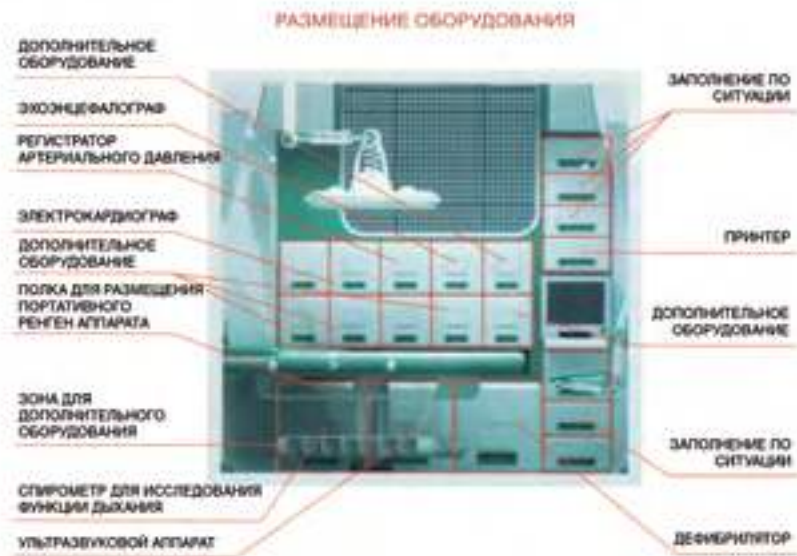 РАЗМЕЩЕНИЕ ОБОРУДОВАНИЯ
ДОПОЛНИТЕЛЬНОЕ
ОБОРУДОВАНИЕ
ЭХОЭНЦЕФАЛОГРАФ
РЕГИСТРАТОР
АРТЕРИАЛЬНОГО ДАВЛЕНИЯ
ЭЛЕКТРОКАРДИОГРАФ
ДОПОЛНИТЕЛЬНОЕ
ОБОРУДОВАНИЕ
ПОЛКА ДЛЯ РАЗМЕЩЕНИЯ
ПОРТАТИВНОГО
РЕНГЕН АППАРАТА
ЗОНА ДЛЯ
ДОПОЛНИТЕЛЬНОГО
ОБОРУДОВАНИЯ
СПИРОМЕТР ДЛЯ ИССЛЕДОВАНИЯ
ФУНКЦИИ ДЫХАНИЯ
УЛЬТРАЗВУКОВОЙ АППАРАТ
ЗАПОЛНЕНИЕ ПО
СИТУАЦИИ
ПРИНТЕР
ДОПОЛНИТЕЛЬНОЕ
ОБОРУДОВАНИЕ
ЗАПОЛНЕНИЕ ПО
СИТУАЦИИ
ДЕФИБРИЛЯТОР